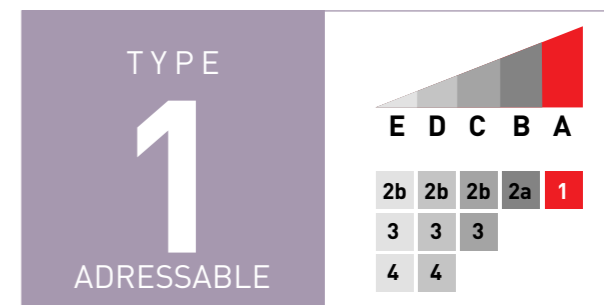 TYPE
1
ADRESSABLE
E D C B A
2b 2b 2b 2a 1
3 3 3
4 4